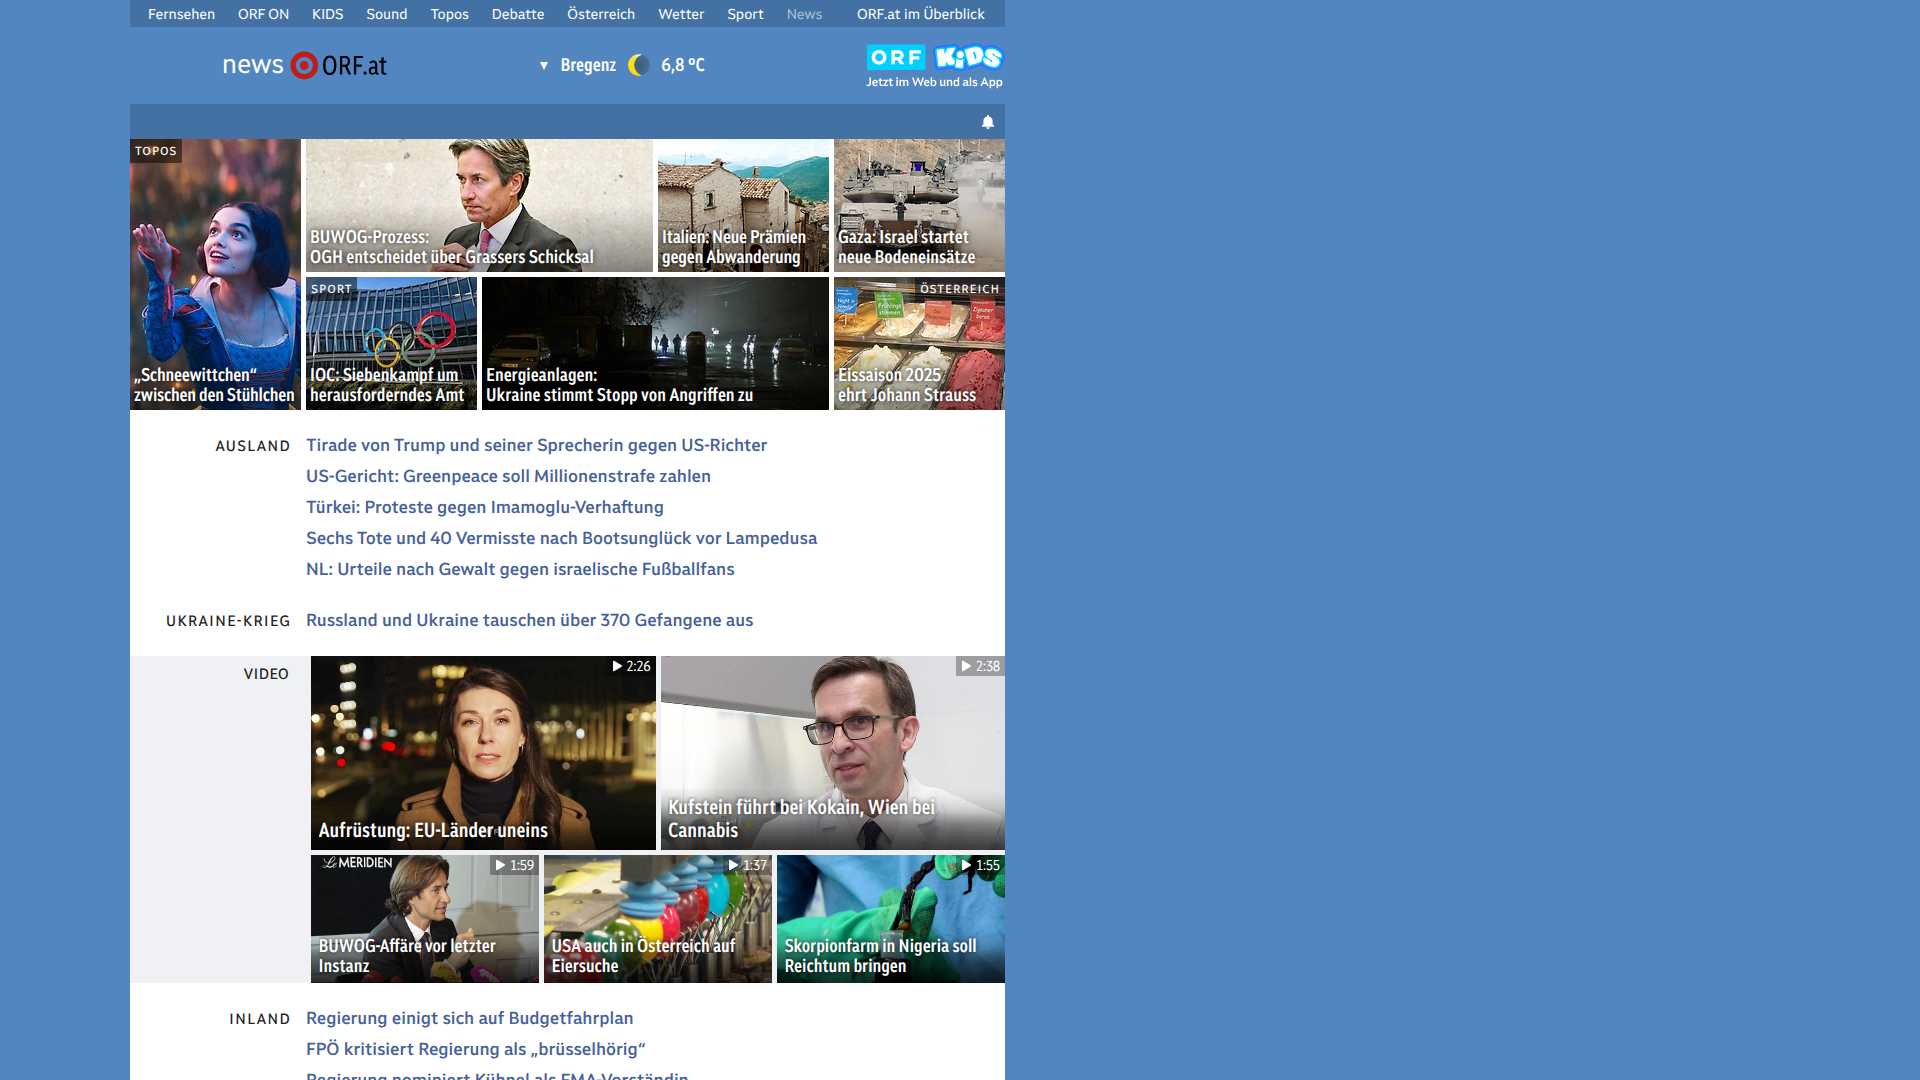 Fernsehen ORF ON KIDS Sound Topos Debatte Österreich Wetter Sport News ORF.at im Überblick
news ORF.at
▼ Bregenz 6,8 °C
ORF KiDS
Jetzt im Web und als App
TOPOS
„Schneewittchen“
zwischen den Stühlchen
BUWOG-Prozess:
OGH entscheidet über Grassers Schicksal
Italien: Neue Prämien
gegen Abwanderung
Gaza: Israel startet
neue Bodeneinsätze
SPORT
IOC: Siebenkampf um
herausforderndes Amt
Energieanlagen:
Ukraine stimmt Stopp von Angriffen zu
ÖSTERREICH
Eissaison 2025
ehrt Johann Strauss
AUSLAND
Tirade von Trump und seiner Sprecherin gegen US-Richter
US-Gericht: Greenpeace soll Millionenstrafe zahlen
Türkei: Proteste gegen Imamoglu-Verhaftung
Sechs Tote und 40 Vermisste nach Bootsunglück vor Lampedusa
NL: Urteile nach Gewalt gegen israelische Fußballfans
UKRAINE-KRIEG
Russland und Ukraine tauschen über 370 Gefangene aus
VIDEO
2:26
Aufrüstung: EU-Länder uneins
2:38
Kufstein führt bei Kokain, Wien bei
Cannabis
Le MERIDIEN
1:59
BUWOG-Affäre vor letzter
Instanz
1:37
USA auch in Österreich auf
Eiersuche
1:55
Skorpionfarm in Nigeria soll
Reichtum bringen
INLAND
Regierung einigt sich auf Budgetfahrplan
FPÖ kritisiert Regierung als „brüsselhörig“
Regierung nominiert Kühnel als FMA-Vorständin